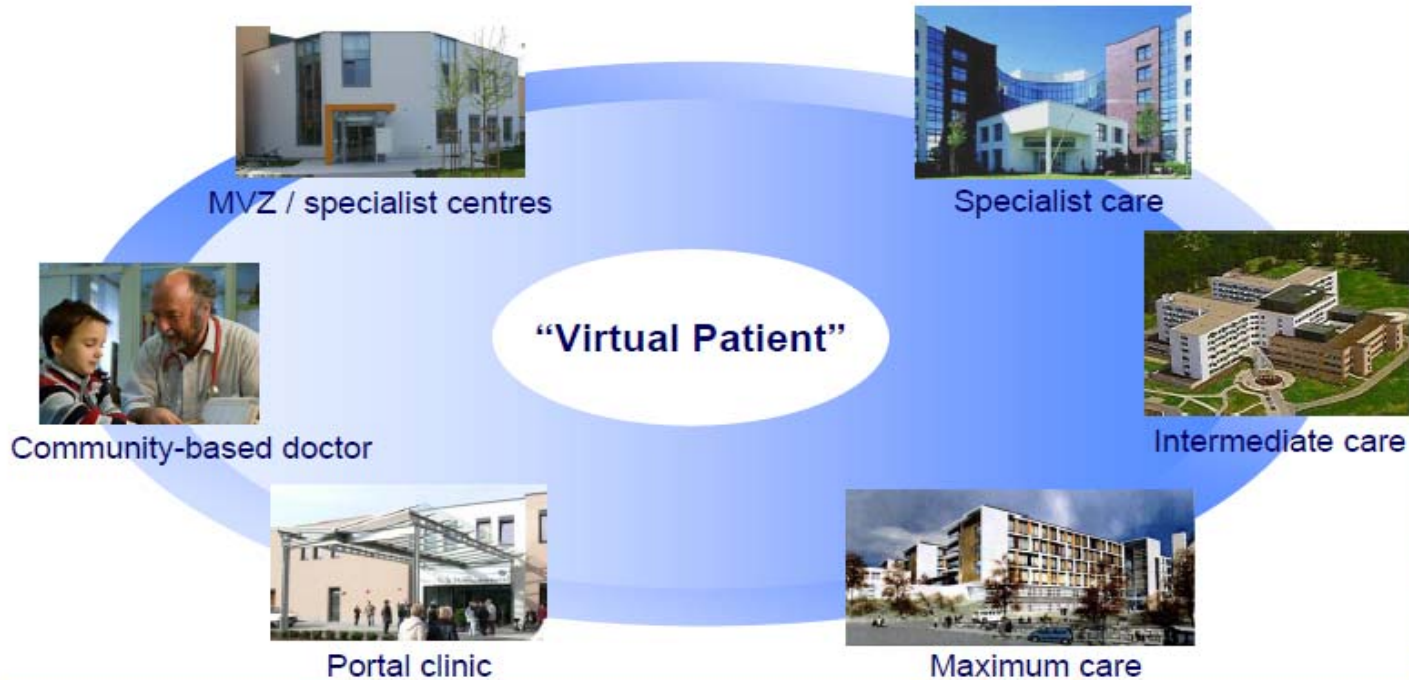 MVZ / specialist centres
Specialist care
“Virtual Patient”
Community-based doctor
Intermediate care
Portal clinic
Maximum care